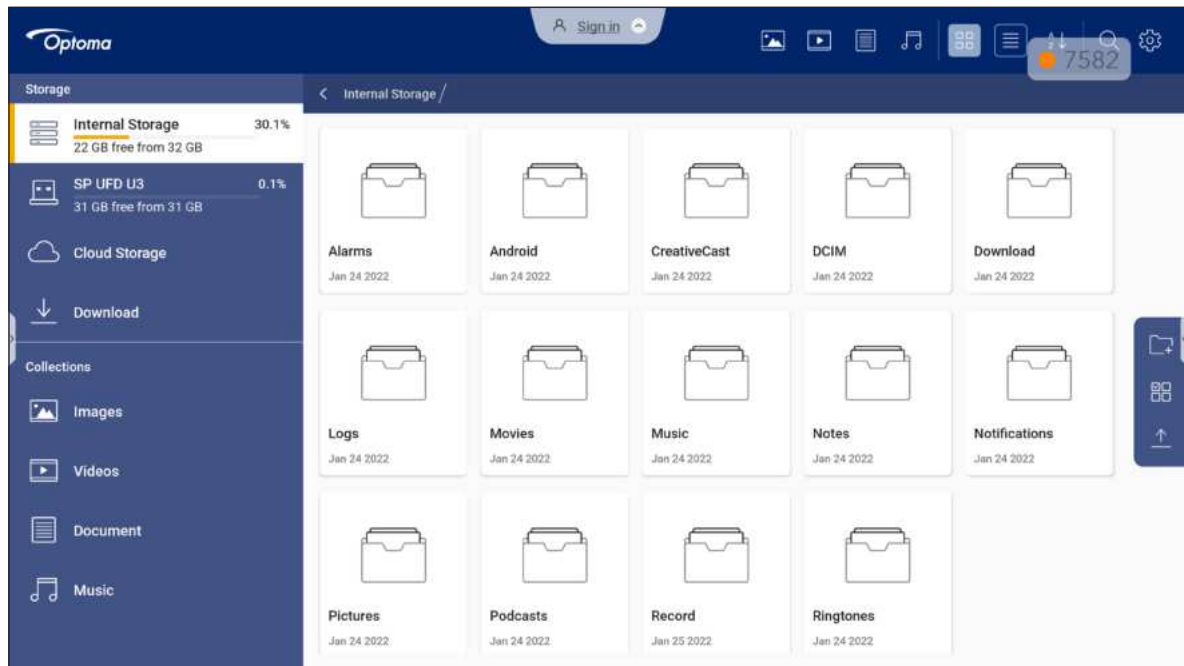 Optoma
Sign in
7582
Storage
Internal Storage/
Internal Storage 30.1%
22 GB free from 32 GB
SP UFD U3 0.1%
31 GB free from 31 GB
Cloud Storage
Download
Collections
Images
Videos
Document
Music
Alarms Android CreativeCast DCIM Download
Jan 24 2022 Jan 24 2022 Jan 24 2022 Jan 24 2022 Jan 24 2022
Logs Movies Music Notes Notifications
Jan 24 2022 Jan 24 2022 Jan 24 2022 Jan 24 2022 Jan 24 2022
Pictures Podcasts Record Ringtones
Jan 24 2022 Jan 24 2022 Jan 25 2022 Jan 24 2022